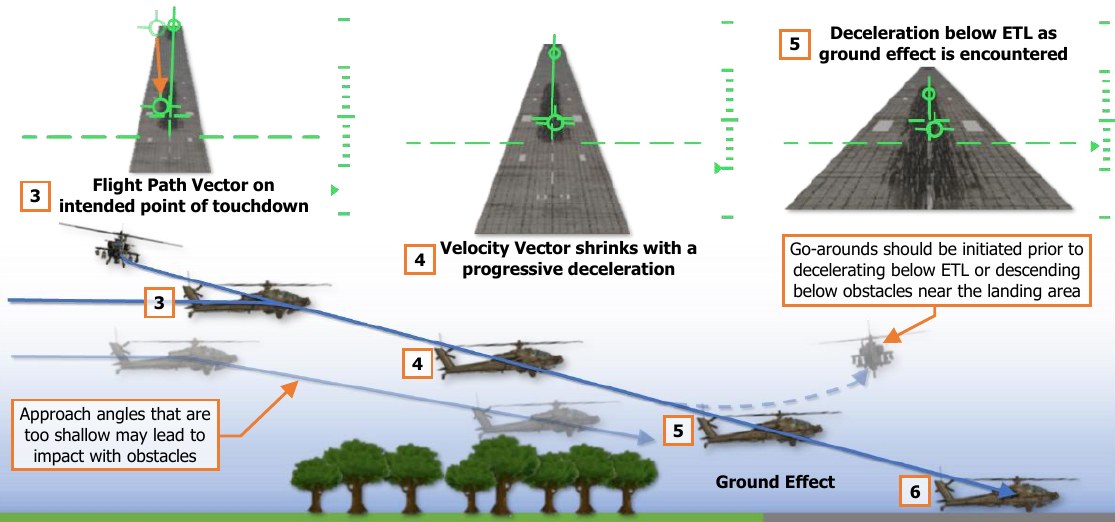 3
Flight Path Vector on
intended point of touchdown
4
Velocity Vector shrinks with a
progressive deceleration
5
Deceleration below ETL as
ground effect is encountered
Go-arounds should be initiated prior to
decelerating below ETL or descending
below obstacles near the landing area
3
4
Approach angles that are
too shallow may lead to
impact with obstacles
5
Ground Effect
6